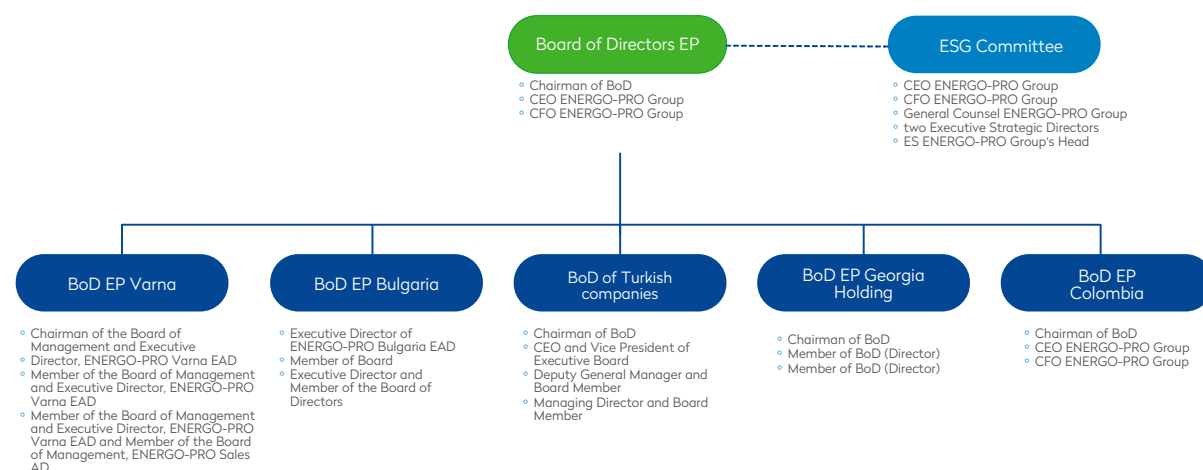 Board of Directors EP
ESG Committee
Chairman of BoD
CEO ENERGO-PRO Group
CFO ENERGO-PRO Group
CEO ENERGO-PRO Group
CFO ENERGO-PRO Group
General Counsel ENERGO-PRO Group
two Executive Strategic Directors
ES ENERGO-PRO Group's Head
BoD EP Varna
BoD EP Bulgaria
BoD of Turkish
companies
BoD EP Georgia
Holding
BoD EP
Colombia
Chairman of the Board of
Management and Executive
Director, ENERGO-PRO Varna EAD
Member of the Board of Management
and Executive Director, ENERGO-PRO
Varna EAD
Member of the Board of Management
and Executive Director, ENERGO-PRO
Varna EAD and Member of the Board
of Management, ENERGO-PRO Sales
AD
Executive Director of
ENERGO-PRO Bulgaria EAD
Member of Board
Executive Director and
Member of the Board of
Directors
Chairman of BoD
CEO and Vice President of
Executive Board
Deputy General Manager and
Board Member
Managing Director and Board
Member
Chairman of BoD
Member of BoD (Director)
Member of BoD (Director)
Chairman of BoD
CEO ENERGO-PRO Group
CFO ENERGO-PRO Group